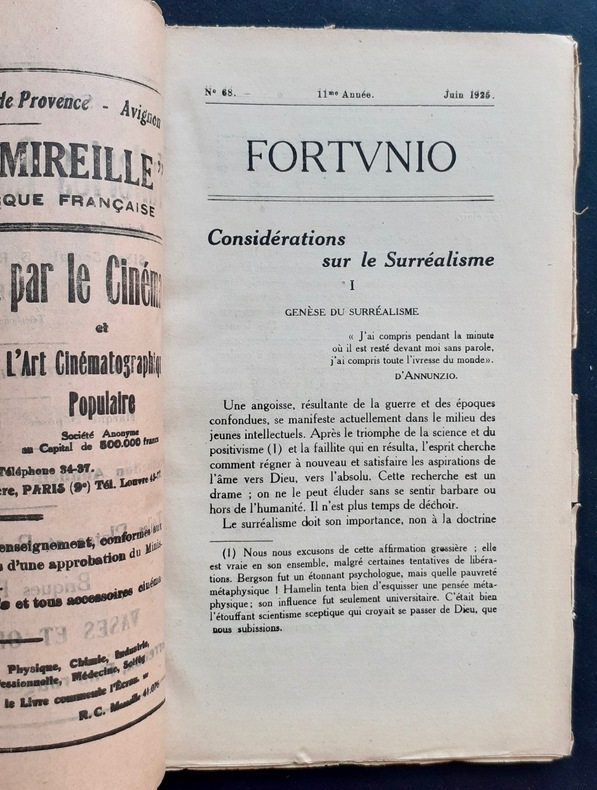 de Provence - Avignon
MIREILLE"
QUE FRANÇAISE
par le Ciném
et
L'Art Cinématographiq
Populaire
Société Anonyme
au Capital de 500.000 francs
Téléphone 34-37.
re, PARIS (9e) Tél. Louvre
enseignement, conformes aux
d'une approbation du Minis
et tous accessoires cinéma
Physique, Chimie, Industrie,
fessionnelle, Médecine, Solfèg
le Livre commente l'Écran.
R. C. Marseille
No 68. -
11me Année.
Juin 1925.
FORTVNIO
Considérations
sur le Surréalisme
I
GENÈSE DU SURRÉALISME
« J'ai compris pendant la minute
où il est resté devant moi sans parole,
j'ai compris toute l'ivresse du monde».
D'ANNUNZIO.
Une angoisse, résultante de la guerre et des époques
confondues, se manifeste actuellement dans le milieu des
jeunes intellectuels. Après le triomphe de la science et du
positivisme (1) et la faillite qui en résulta, l'esprit cherche
comment régner à nouveau et satisfaire les aspirations de
l'âme vers Dieu, vers l'absolu. Cette recherche est un
drame ; on ne le peut éluder sans se sentir barbare ou
hors de l'humanité. Il n'est plus temps de déchoir.
Le surréalisme doit son importance, non à la doctrine
(1) Nous nous excusons de cette affirmation grossière ; elle
est vraie en son ensemble, malgré certaines tentatives de libéra-
tions. Bergson fut un étonnant psychologue, mais quelle pauvreté
métaphysique ! Hamelin tenta bien d'esquisser une pensée méta-
physique ; son influence fut seulement universitaire. C'était bien
l'étouffant scientisme sceptique qui croyait se passer de Dieu, que
nous subissions.